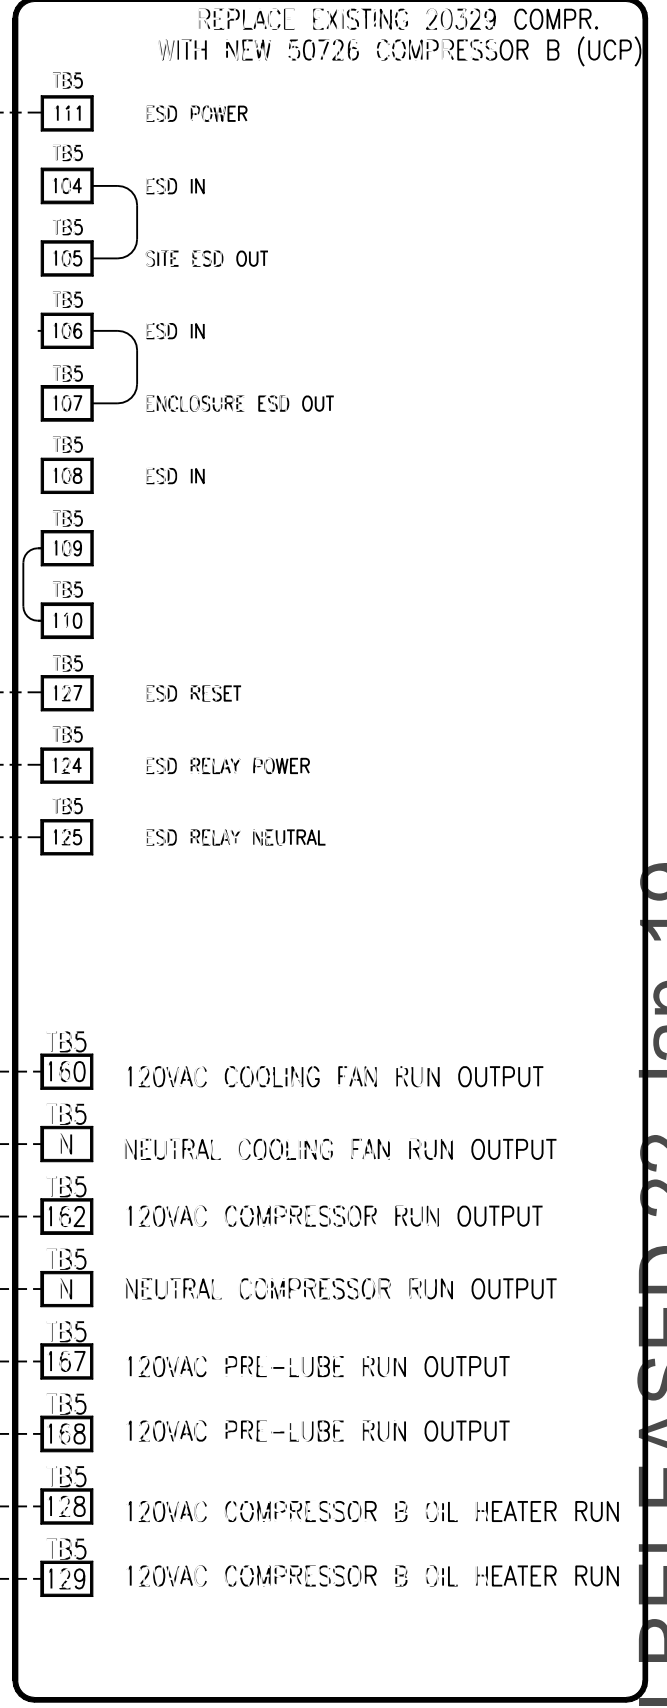 REPLACE EXISTING 20329 COMPR.
WITH NEW 50726 COMPRESSOR B (UCP)
TB5
111 ESD POWER
TB5
104 ESD IN
TB5
105 SITE ESD OUT
TB5
106 ESD IN
TB5
107 ENCLOSURE ESD OUT
TB5
108 ESD IN
TB5
109
TB5
110
TB5
127 ESD RESET
TB5
124 ESD RELAY POWER
TB5
125 ESD RELAY NEUTRAL
TB5
160 120VAC COOLING FAN RUN OUTPUT
TB5
N NEUTRAL COOLING FAN RUN OUTPUT
TB5
162 120VAC COMPRESSOR RUN OUTPUT
TB5
N NEUTRAL COMPRESSOR RUN OUTPUT
TB5
167 120VAC PRE-LUBE RUN OUTPUT
TB5
168 120VAC PRE-LUBE RUN OUTPUT
TB5
128 120VAC COMPRESSOR B OIL HEATER RUN
TB5
129 120VAC COMPRESSOR B OIL HEATER RUN